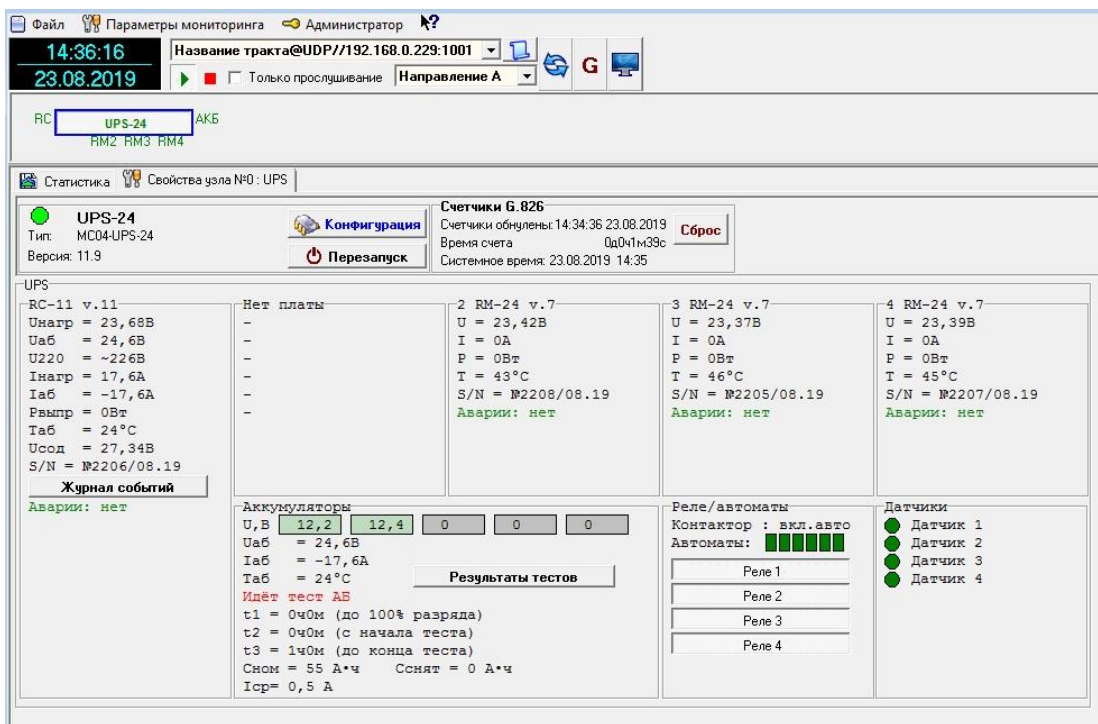 Файл Параметры мониторинга Администратор
14:36:16
23.08.2019
Название тракта@UDP//192.168.0.229:1001
Только прослушивание Направление А
G
RC UPS-24 АКБ
RM2 RM3 RM4
Статистика Свойства узла №0 : UPS
UPS-24
Тип: MC04-UPS-24
Версия: 11.9
Конфигурация
Перезапуск
Счетчики G.826
Счетчики обнулены: 14:34:36 23.08.2019
Время счета 0д0ч1м39с
Системное время: 23.08.2019 14:35
Сброс
UPS
RC-11 v.11
Uнагр = 23,68В
Uаб = 24,6В
U220 = ~226В
Iнагр = 17,6А
Iаб = -17,6А
Pвыпр = 0Вт
Tаб = 24°C
Uсод = 27,34В
S/N = №2206/08.19
Журнал событий
Аварии: нет
Нет платы
-
-
-
-
-
-
2 RM-24 v.7
U = 23,42В
I = 0А
P = 0Вт
T = 43°C
S/N = №2208/08.19
Аварии: нет
3 RM-24 v.7
U = 23,37В
I = 0А
P = 0Вт
T = 46°C
S/N = №2205/08.19
Аварии: нет
4 RM-24 v.7
U = 23,39В
I = 0А
P = 0Вт
T = 45°C
S/N = №2207/08.19
Аварии: нет
Аккумуляторы
U,В 12,2 12,4 0 0 0
Uаб = 24,6В
Iаб = -17,6А
Tаб = 24°C
Результаты тестов
Идёт тест АБ
t1 = 0ч0м (до 100% разряда)
t2 = 0ч0м (с начала теста)
t3 = 1ч0м (до конца теста)
Сном = 55 А•ч Сснят = 0 А•ч
Iср= 0,5 А
Реле/автоматы
Контактор : вкл.авто
Автоматы:
Реле 1
Реле 2
Реле 3
Реле 4
Датчики
Датчик 1
Датчик 2
Датчик 3
Датчик 4